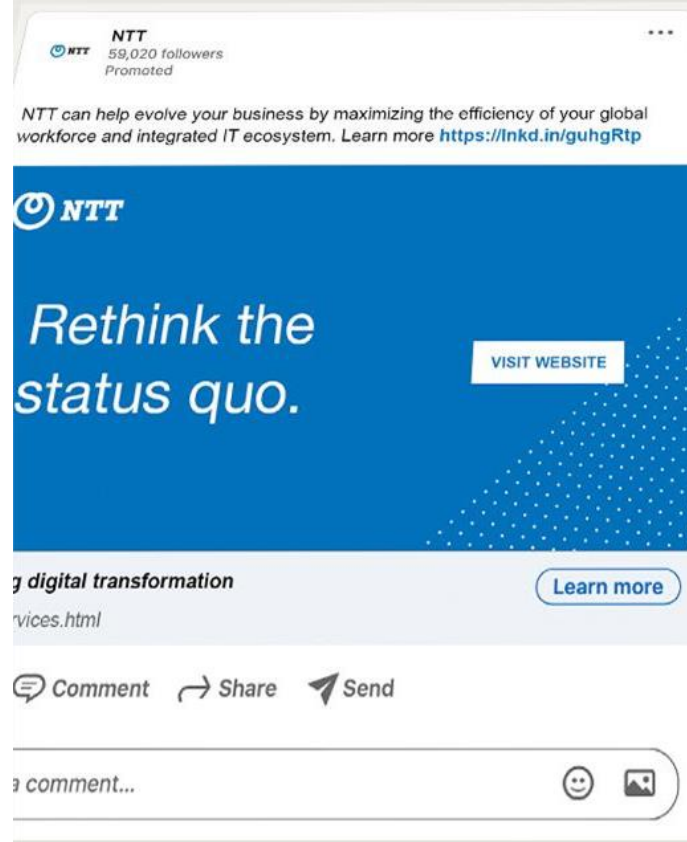 NTT
NTT
59,020 followers
Promoted
NTT can help evolve your business by maximizing the efficiency of your global
workforce and integrated IT ecosystem. Learn more https://lnkd.in/guhgRtp
NTT
Rethink the
status quo.
VISIT WEBSITE
g digital transformation
Learn more
rvices.html
Comment Share Send
a comment...